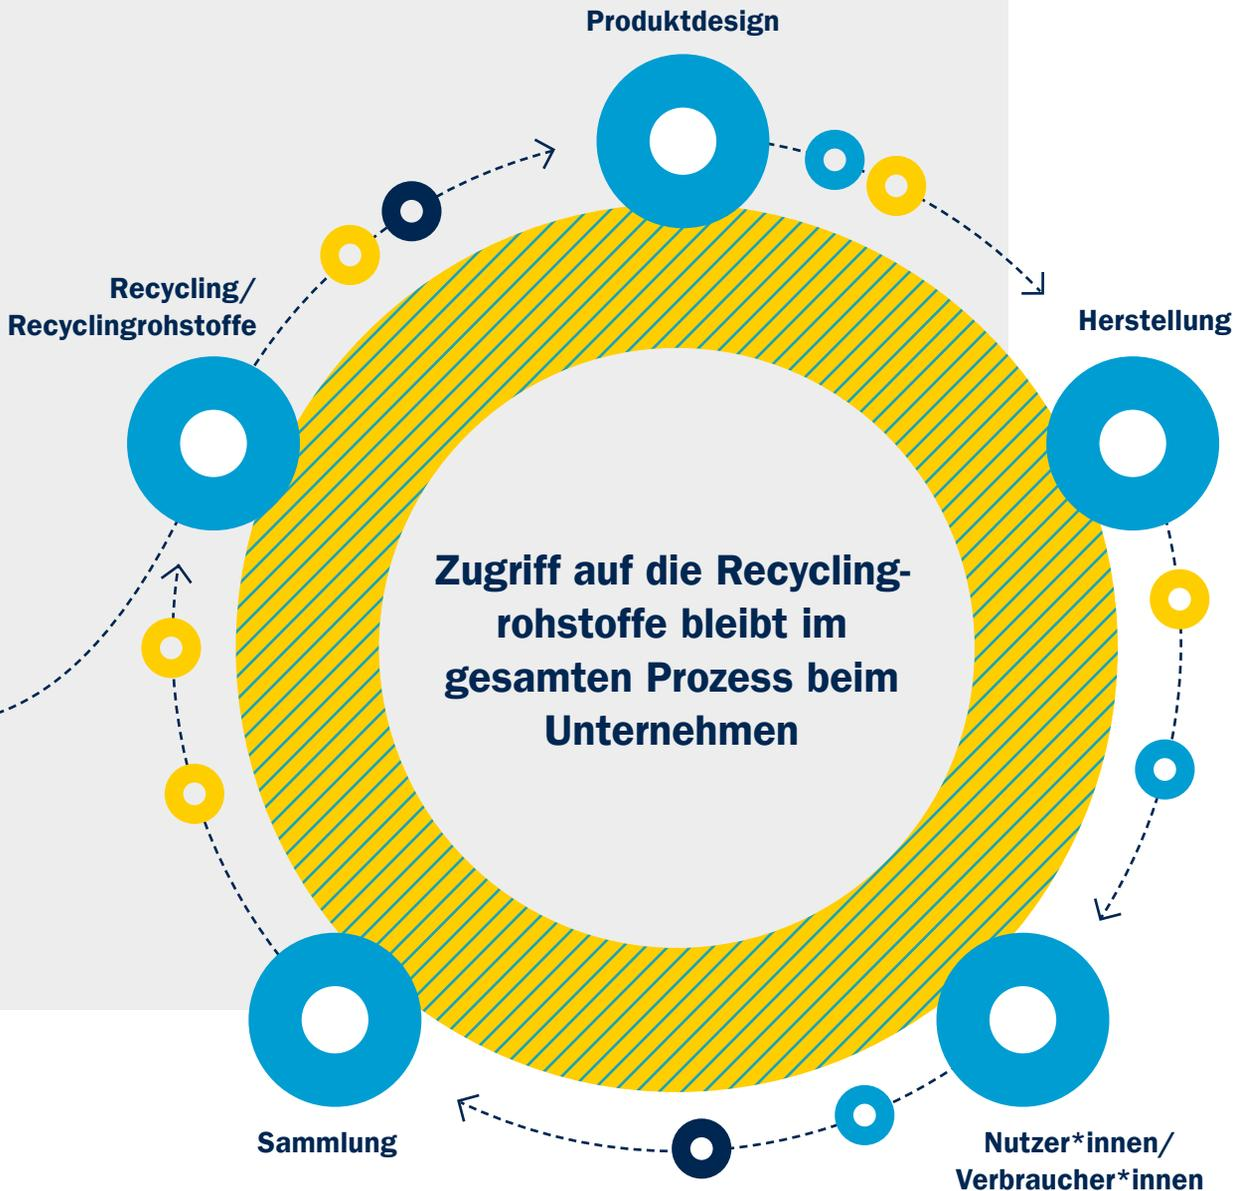 Produktdesign
Recycling/
Recyclingrohstoffe
Herstellung
Zugriff auf die Recycling-
rohstoffe bleibt im
gesamten Prozess beim
Unternehmen
Sammlung
Nutzer*innen/
Verbraucher*innen